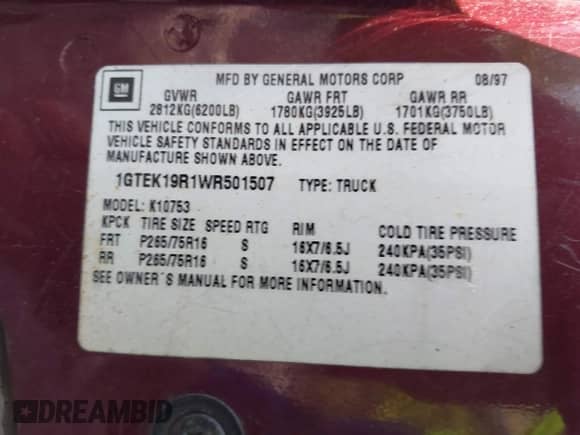 GM
MFD BY GENERAL MOTORS CORP 08/97
GVWR GAWR FRT GAWR RR
2812KG(6200LB) 1780KG(3925LB) 1701KG(3750LB)
THIS VEHICLE CONFORMS TO ALL APPLICABLE U.S. FEDERAL MOTOR
VEHICLE SAFETY STANDARDS IN EFFECT ON THE DATE OF
MANUFACTURE SHOWN ABOVE.
1GTEK19R1WR501507 TYPE: TRUCK
MODEL: K10753
KPCK TIRE SIZE SPEED RTG RIM COLD TIRE PRESSURE
FRT P265/75R16 S 16X7/6.5J 240KPA(35PSI)
RR P265/75R16 S 16X7/6.5J 240KPA(35PSI)
SEE OWNER'S MANUAL FOR MORE INFORMATION.
DREAMBID